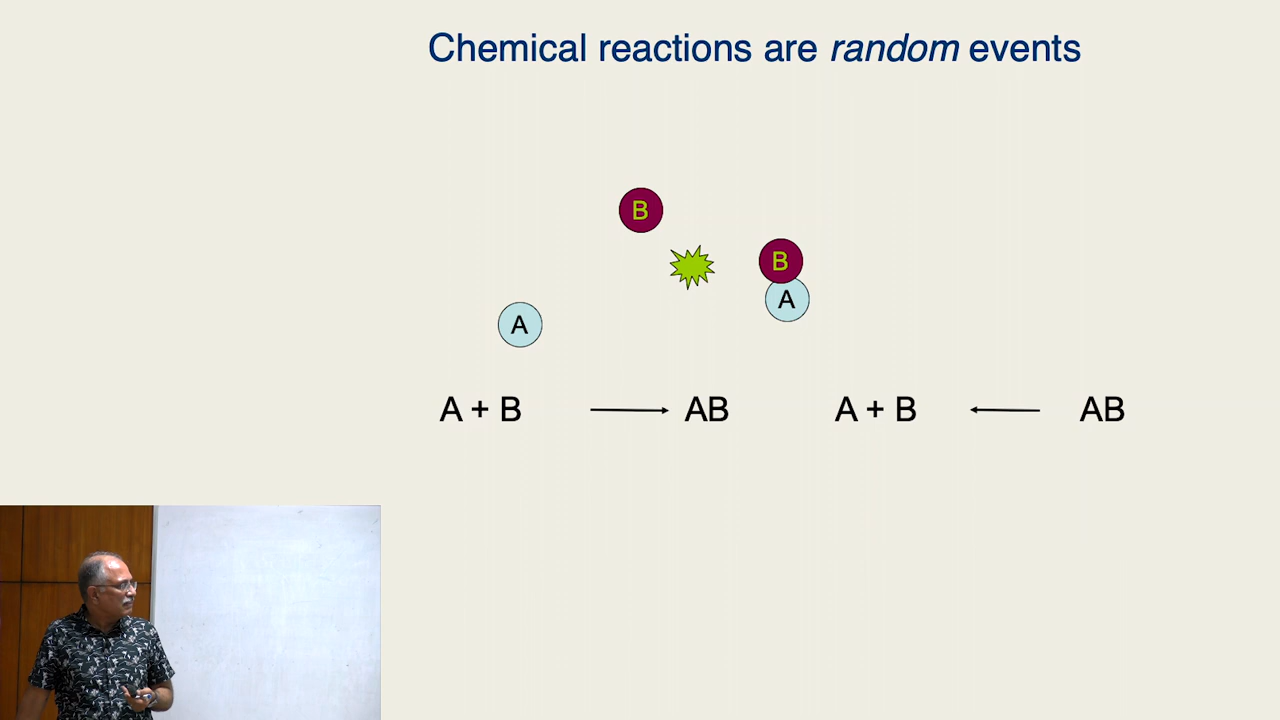 Chemical reactions are random events
B
B
A
A
A + B → AB A + B ← AB